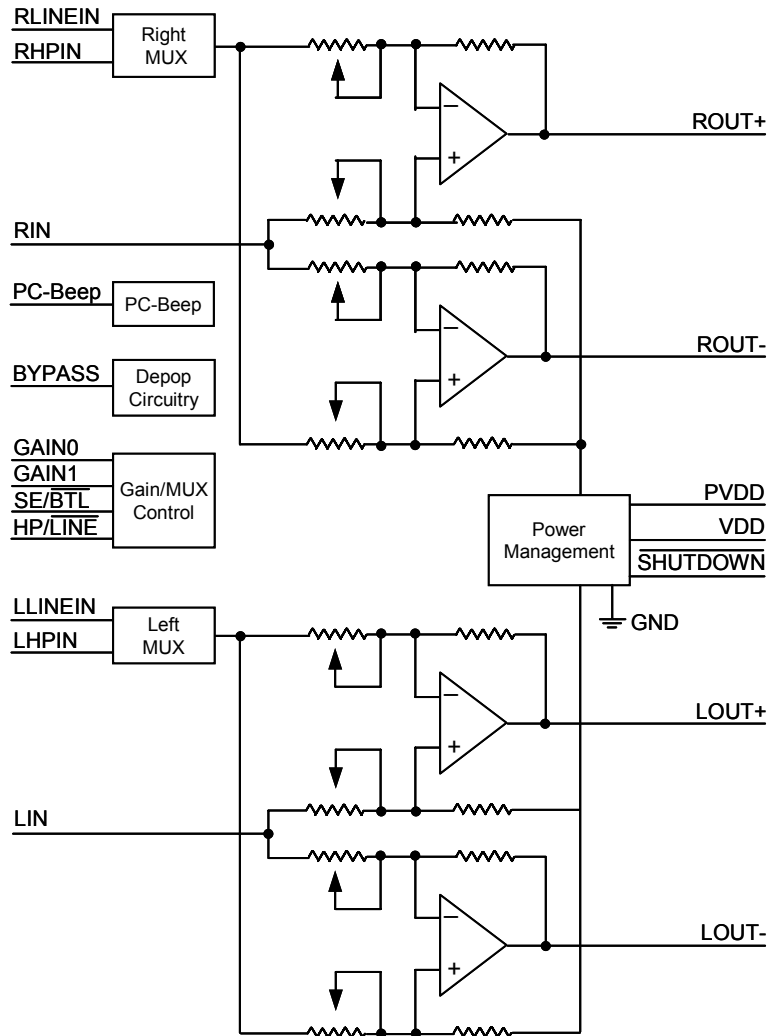 RLINEIN
RHPIN
Right
MUX
ROUT+
RIN
PC-Beep
PC-Beep
ROUT-
BYPASS
Depop
Circuitry
GAIN0
GAIN1
SE/BTL
HP/LINE
Gain/MUX
Control
Power
Management
PVDD
VDD
SHUTDOWN
GND
LLINEIN
LHPIN
Left
MUX
LOUT+
LIN
LOUT-